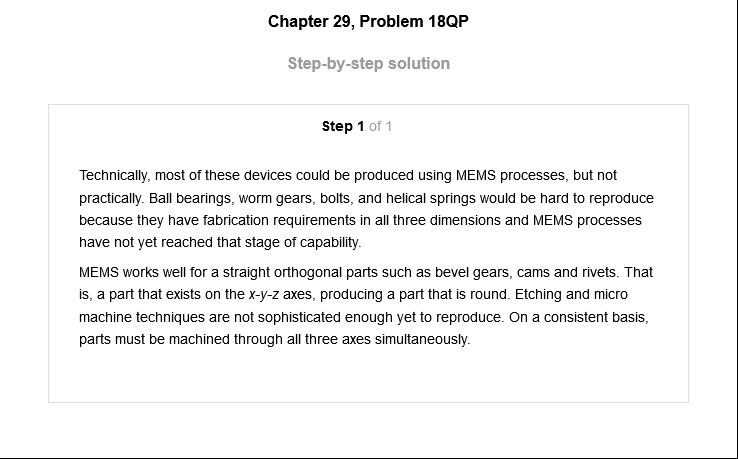 Chapter 29, Problem 18QP
Step-by-step solution
Step 1 of 1
Technically, most of these devices could be produced using MEMS processes, but not
practically. Ball bearings, worm gears, bolts, and helical springs would be hard to reproduce
because they have fabrication requirements in all three dimensions and MEMS processes
have not yet reached that stage of capability.
MEMS works well for a straight orthogonal parts such as bevel gears, cams and rivets. That
is, a part that exists on the x-y-z axes, producing a part that is round. Etching and micro
machine techniques are not sophisticated enough yet to reproduce. On a consistent basis,
parts must be machined through all three axes simultaneously.